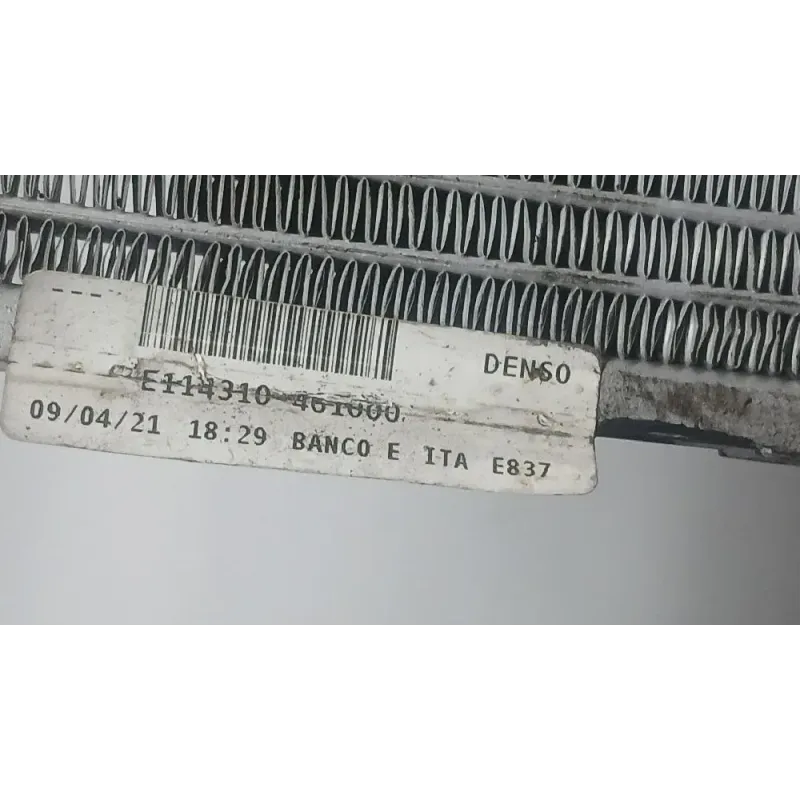 ----
DENSO
E114310-461000
09/04/21 18:29 BANCO E ITA E837